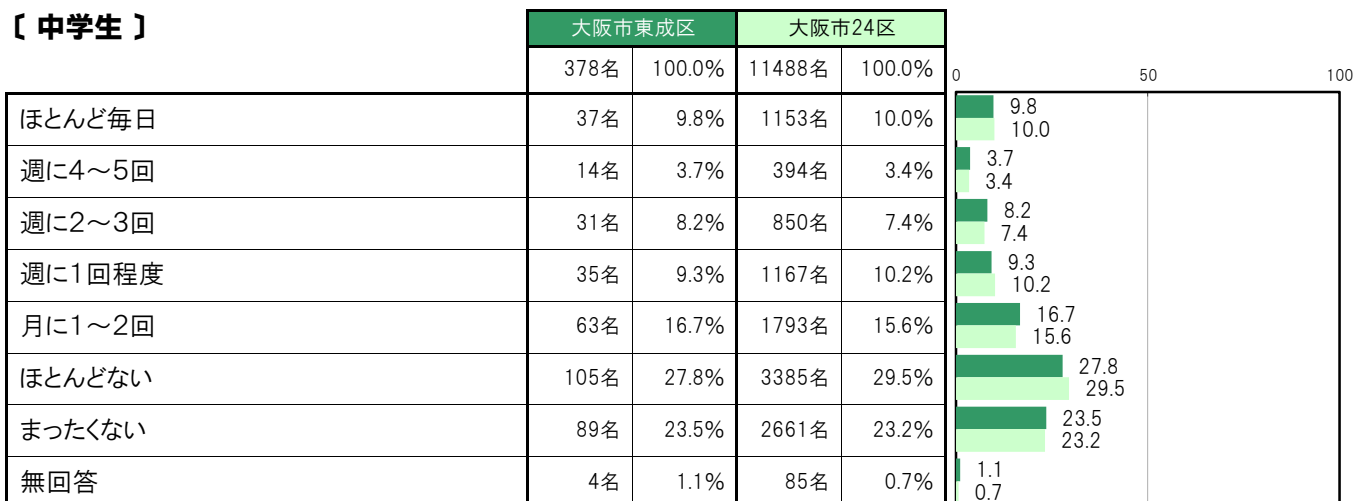 〔 中学生 〕
大阪市東成区 大阪市24区
378名 100.0% 11488名 100.0%
0 50 100
ほとんど毎日 37名 9.8% 1153名 10.0% 9.8
10.0
週に4～5回 14名 3.7% 394名 3.4% 3.7
3.4
週に2～3回 31名 8.2% 850名 7.4% 8.2
7.4
週に1回程度 35名 9.3% 1167名 10.2% 9.3
10.2
月に1～2回 63名 16.7% 1793名 15.6% 16.7
15.6
ほとんどない 105名 27.8% 3385名 29.5% 27.8
29.5
まったくない 89名 23.5% 2661名 23.2% 23.5
23.2
無回答 4名 1.1% 85名 0.7% 1.1
0.7